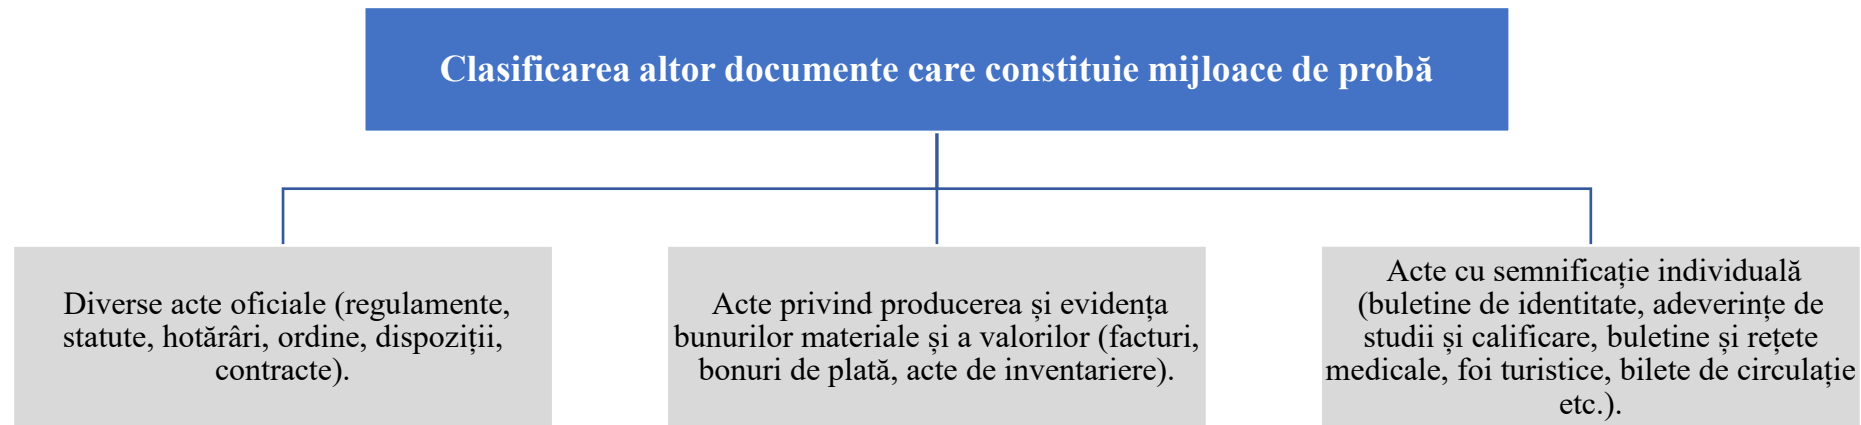 Clasificarea altor documente care constituie mijloace de probă
Diverse acte oficiale (regulamente,
statute, hotărâri, ordine, dispoziții,
contracte).
Acte privind producerea și evidența
bunurilor materiale și a valorilor (facturi,
bonuri de plată, acte de inventariere).
Acte cu semnificație individuală
(buletine de identitate, adeverințe de
studii și calificare, buletine și rețete
medicale, foi turistice, bilete de circulație
etc.).